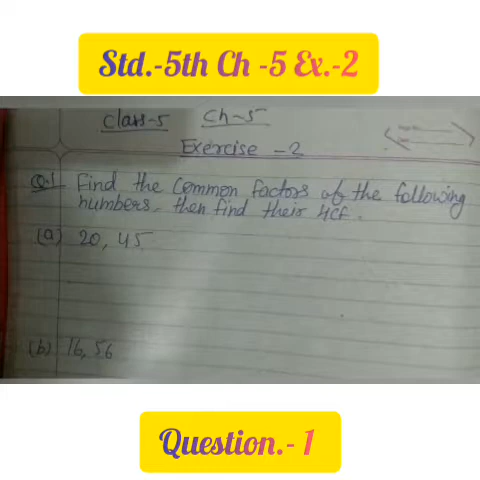 Std.-5th Ch -5 Ex.-2
Class-5 Ch-5
Exercise -2
Q.1 Find the Common factors of the following
numbers, then find their HCF.
(a) 20, 45
(b) 16, 56
Question.- 1